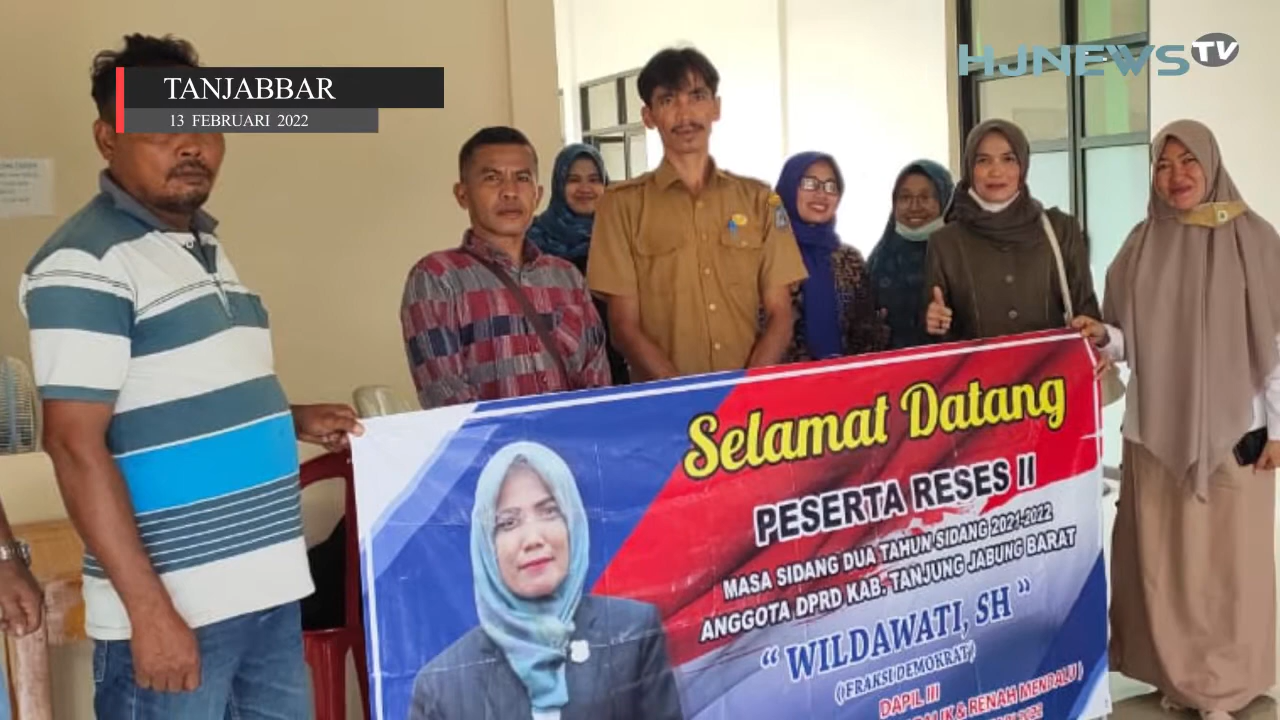 TANJABBAR
13 FEBRUARI 2022
HJNEWS TV
Selamat Datang
PESERTA RESES II
MASA SIDANG DUA TAHUN SIDANG 2021-2022
ANGGOTA DPRD KAB. TANJUNG JABUNG BARAT
“ WILDAWATI, SH ”
( FRAKSI DEMOKRAT )
DAPIL III
& RENAH MENDALU )
2022